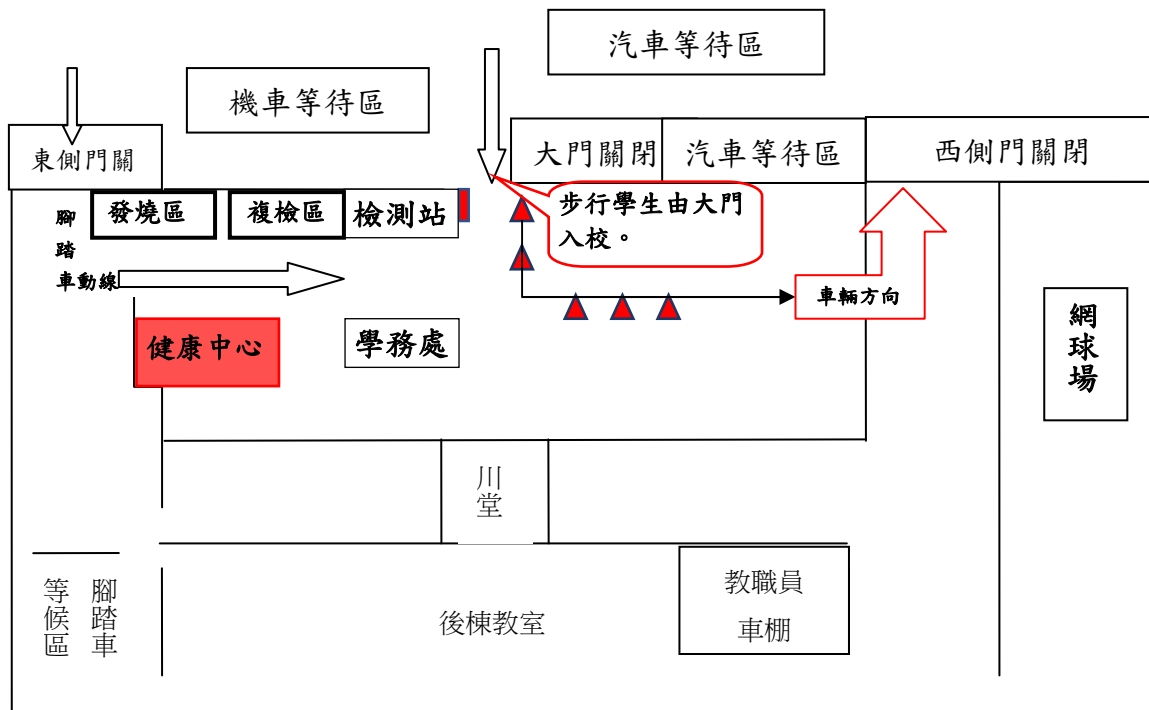 汽車等待區
機車等待區
東側門關
大門關閉
汽車等待區
西側門關閉
發燒區
複檢區
檢測站
步行學生由大門
入校。
腳
踏
車動線
車輛方向
健康中心
學務處
網球場
川堂
腳踏車
等候區
後棟教室
教職員
車棚